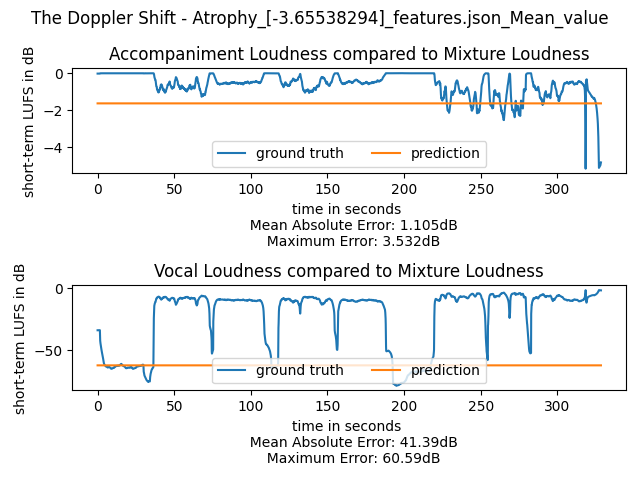 The Doppler Shift - Atrophy_[-3.65538294]_features.json_Mean_value
Accompaniment Loudness compared to Mixture Loudness
short-term LUFS in dB
0
−2
−4
ground truth
prediction
0
50
100
150
200
250
300
time in seconds
Mean Absolute Error: 1.105dB
Maximum Error: 3.532dB
Vocal Loudness compared to Mixture Loudness
short-term LUFS in dB
0
−50
ground truth
prediction
0
50
100
150
200
250
300
time in seconds
Mean Absolute Error: 41.39dB
Maximum Error: 60.59dB